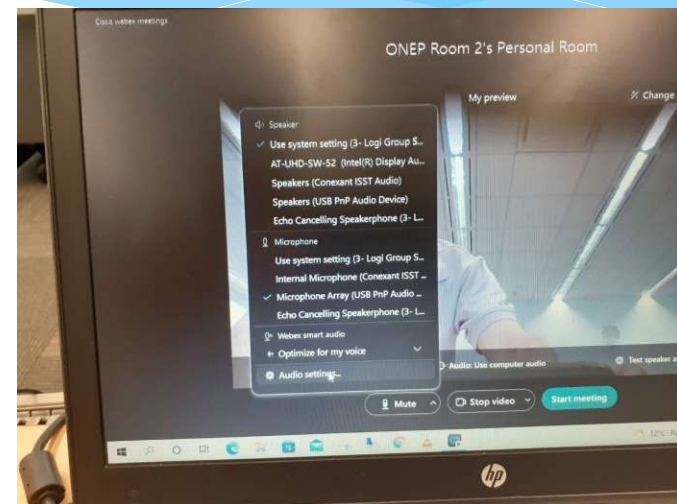 ONEP Room 2's Personal Room
My preview
Change
Speaker
Use system setting (3- Logi Group S...
AT-UHD-SW-52 (Intel(R) Display Au...
Speakers (Conexant ISST Audio)
Speakers (USB PnP Audio Device)
Echo Cancelling Speakerphone (3- L...
Microphone
Use system setting (3- Logi Group S...
Internal Microphone (Conexant ISST ...
Microphone Array (USB PnP Audio ...
Echo Cancelling Speakerphone (3- L...
Webex smart audio
Optimize for my voice
Audio settings...
Audio: Use computer audio
Test speaker a
Mute
Stop video
Start meeting
12°C
hp